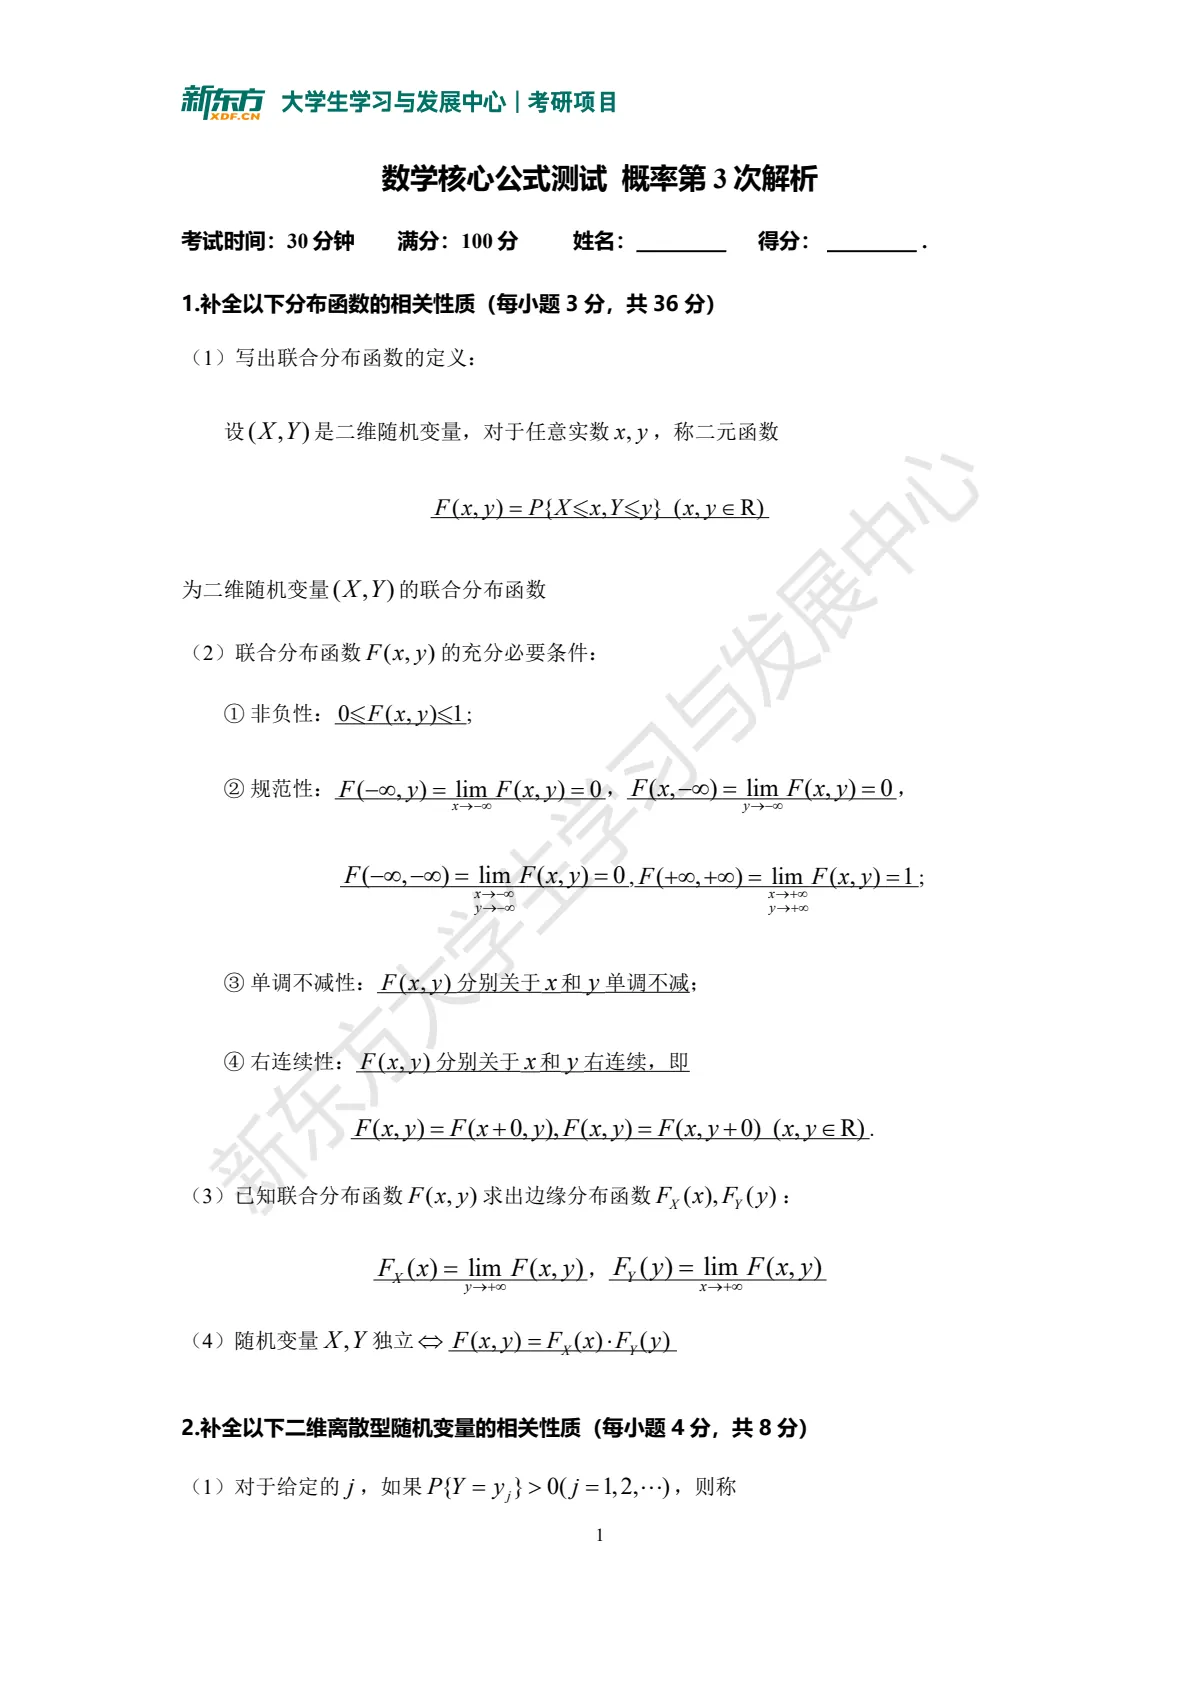 新东方 XDF.CN 大学生学习与发展中心 | 考研项目
数学核心公式测试 概率第 3 次解析
考试时间：30 分钟 满分：100 分 姓名：________ 得分：________ .
1.补全以下分布函数的相关性质（每小题 3 分，共 36 分）
（1）写出联合分布函数的定义：
设 (X,Y) 是二维随机变量，对于任意实数 x, y ，称二元函数
F(x, y) = P{X⩽x,Y⩽y} (x, y ∈ R)
为二维随机变量 (X,Y) 的联合分布函数
（2）联合分布函数 F(x, y) 的充分必要条件：
① 非负性：0⩽F(x, y)⩽1 ;
② 规范性：F(−∞, y) = lim_{x→−∞} F(x, y) = 0 ，F(x,−∞) = lim_{y→−∞} F(x, y) = 0 ，
F(−∞,−∞) = lim_{x→−∞ y→−∞} F(x, y) = 0 , F(+∞,+∞) = lim_{x→+∞ y→+∞} F(x, y) = 1 ;
③ 单调不减性：F(x, y) 分别关于 x 和 y 单调不减；
④ 右连续性：F(x, y) 分别关于 x 和 y 右连续，即
F(x, y) = F(x + 0, y), F(x, y) = F(x, y + 0) (x, y ∈ R) .
（3）已知联合分布函数 F(x, y) 求出边缘分布函数 F_X(x), F_Y(y)：
F_X(x) = lim_{y→+∞} F(x, y) ，F_Y(y) = lim_{x→+∞} F(x, y)
（4）随机变量 X ,Y 独立 ⇔ F(x, y) = F_X(x) · F_Y(y)
2.补全以下二维离散型随机变量的相关性质（每小题 4 分，共 8 分）
（1）对于给定的 j ，如果 P{Y = y_j} > 0( j = 1, 2, ⋯) ，则称
1
新东方大学生学习与发展中心